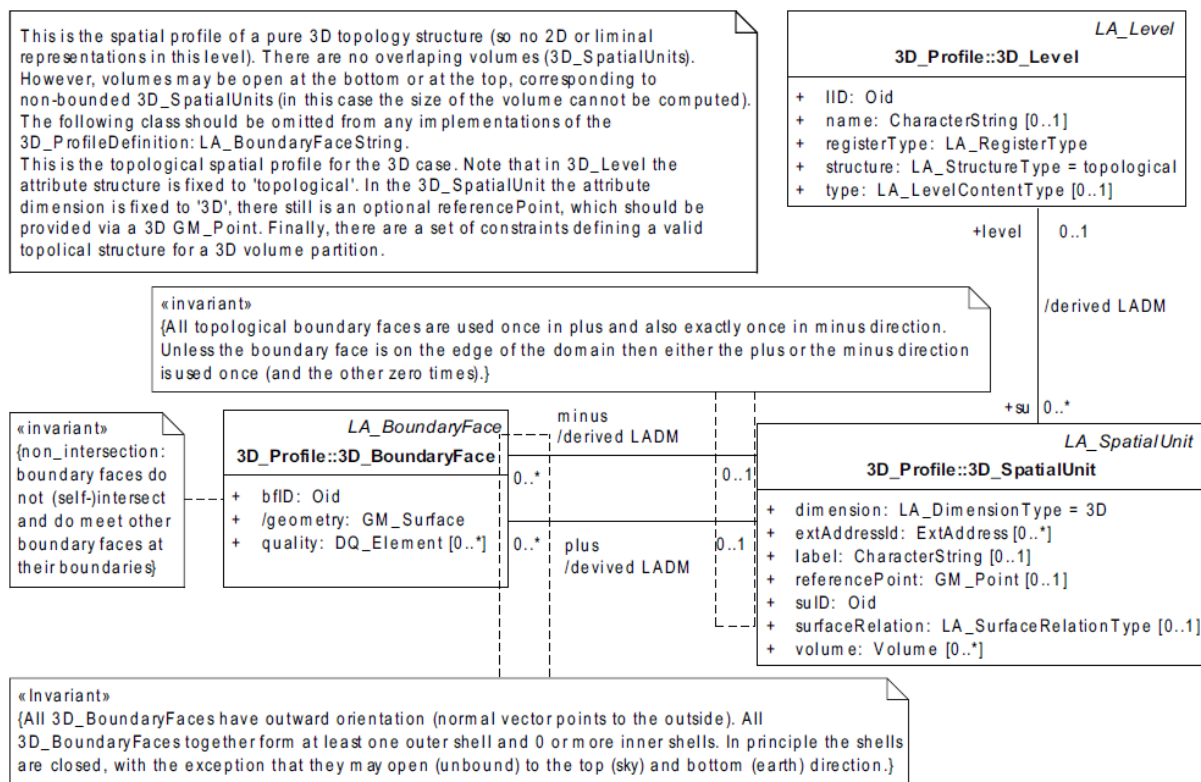 This is the spatial profile of a pure 3D topology structure (so no 2D or liminal
representations in this level). There are no overlaping volumes (3D_SpatialUnits).
However, volumes may be open at the bottom or at the top, corresponding to
non-bounded 3D_SpatialUnits (in this case the size of the volume cannot be computed).
The following class should be omitted from any implementations of the
3D_ProfileDefinition: LA_BoundaryFaceString.
This is the topological spatial profile for the 3D case. Note that in 3D_Level the
attribute structure is fixed to 'topological'. In the 3D_SpatialUnit the attribute
dimension is fixed to '3D', there still is an optional referencePoint, which should be
provided via a 3D GM_Point. Finally, there are a set of constraints defining a valid
topolical structure for a 3D volume partition.
LA_Level
3D_Profile::3D_Level
+ lID: Oid
+ name: CharacterString [0..1]
+ registerType: LA_RegisterType
+ structure: LA_StructureType = topological
+ type: LA_LevelContentType [0..1]
+level 0..1
/derived LADM
+su 0..*
«invariant»
{All topological boundary faces are used once in plus and also exactly once in minus direction.
Unless the boundary face is on the edge of the domain then either the plus or the minus direction
is used once (and the other zero times).}
«invariant»
{non_intersection:
boundary faces do
not (self-)intersect
and do meet other
boundary faces at
their boundaries}
LA_BoundaryFace
3D_Profile::3D_BoundaryFace
+ bfID: Oid
+ /geometry: GM_Surface
+ quality: DQ_Element [0..*]
minus
/derived LADM
0..* 0..1
0..* plus 0..1
/devived LADM
LA_SpatialUnit
3D_Profile::3D_SpatialUnit
+ dimension: LA_DimensionType = 3D
+ extAddressId: ExtAddress [0..*]
+ label: CharacterString [0..1]
+ referencePoint: GM_Point [0..1]
+ suID: Oid
+ surfaceRelation: LA_SurfaceRelationType [0..1]
+ volume: Volume [0..*]
«Invariant»
{All 3D_BoundaryFaces have outward orientation (normal vector points to the outside). All
3D_BoundaryFaces together form at least one outer shell and 0 or more inner shells. In principle the shells
are closed, with the exception that they may open (unbound) to the top (sky) and bottom (earth) direction.}